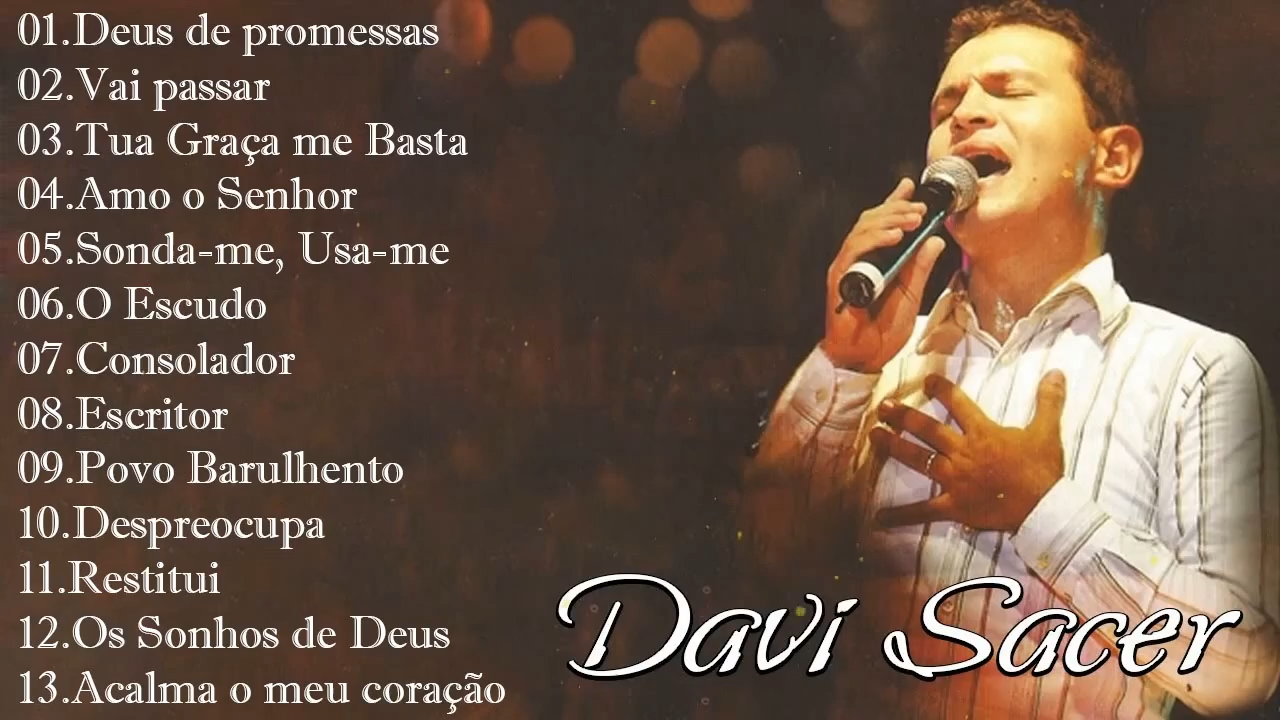 01.Deus de promessas
02.Vai passar
03.Tua Graça me Basta
04.Amo o Senhor
05.Sonda-me, Usa-me
06.O Escudo
07.Consolador
08.Escritor
09.Povo Barulhento
10.Despreocupa
11.Restitui
12.Os Sonhos de Deus
13.Acalma o meu coração
Davi Sacer